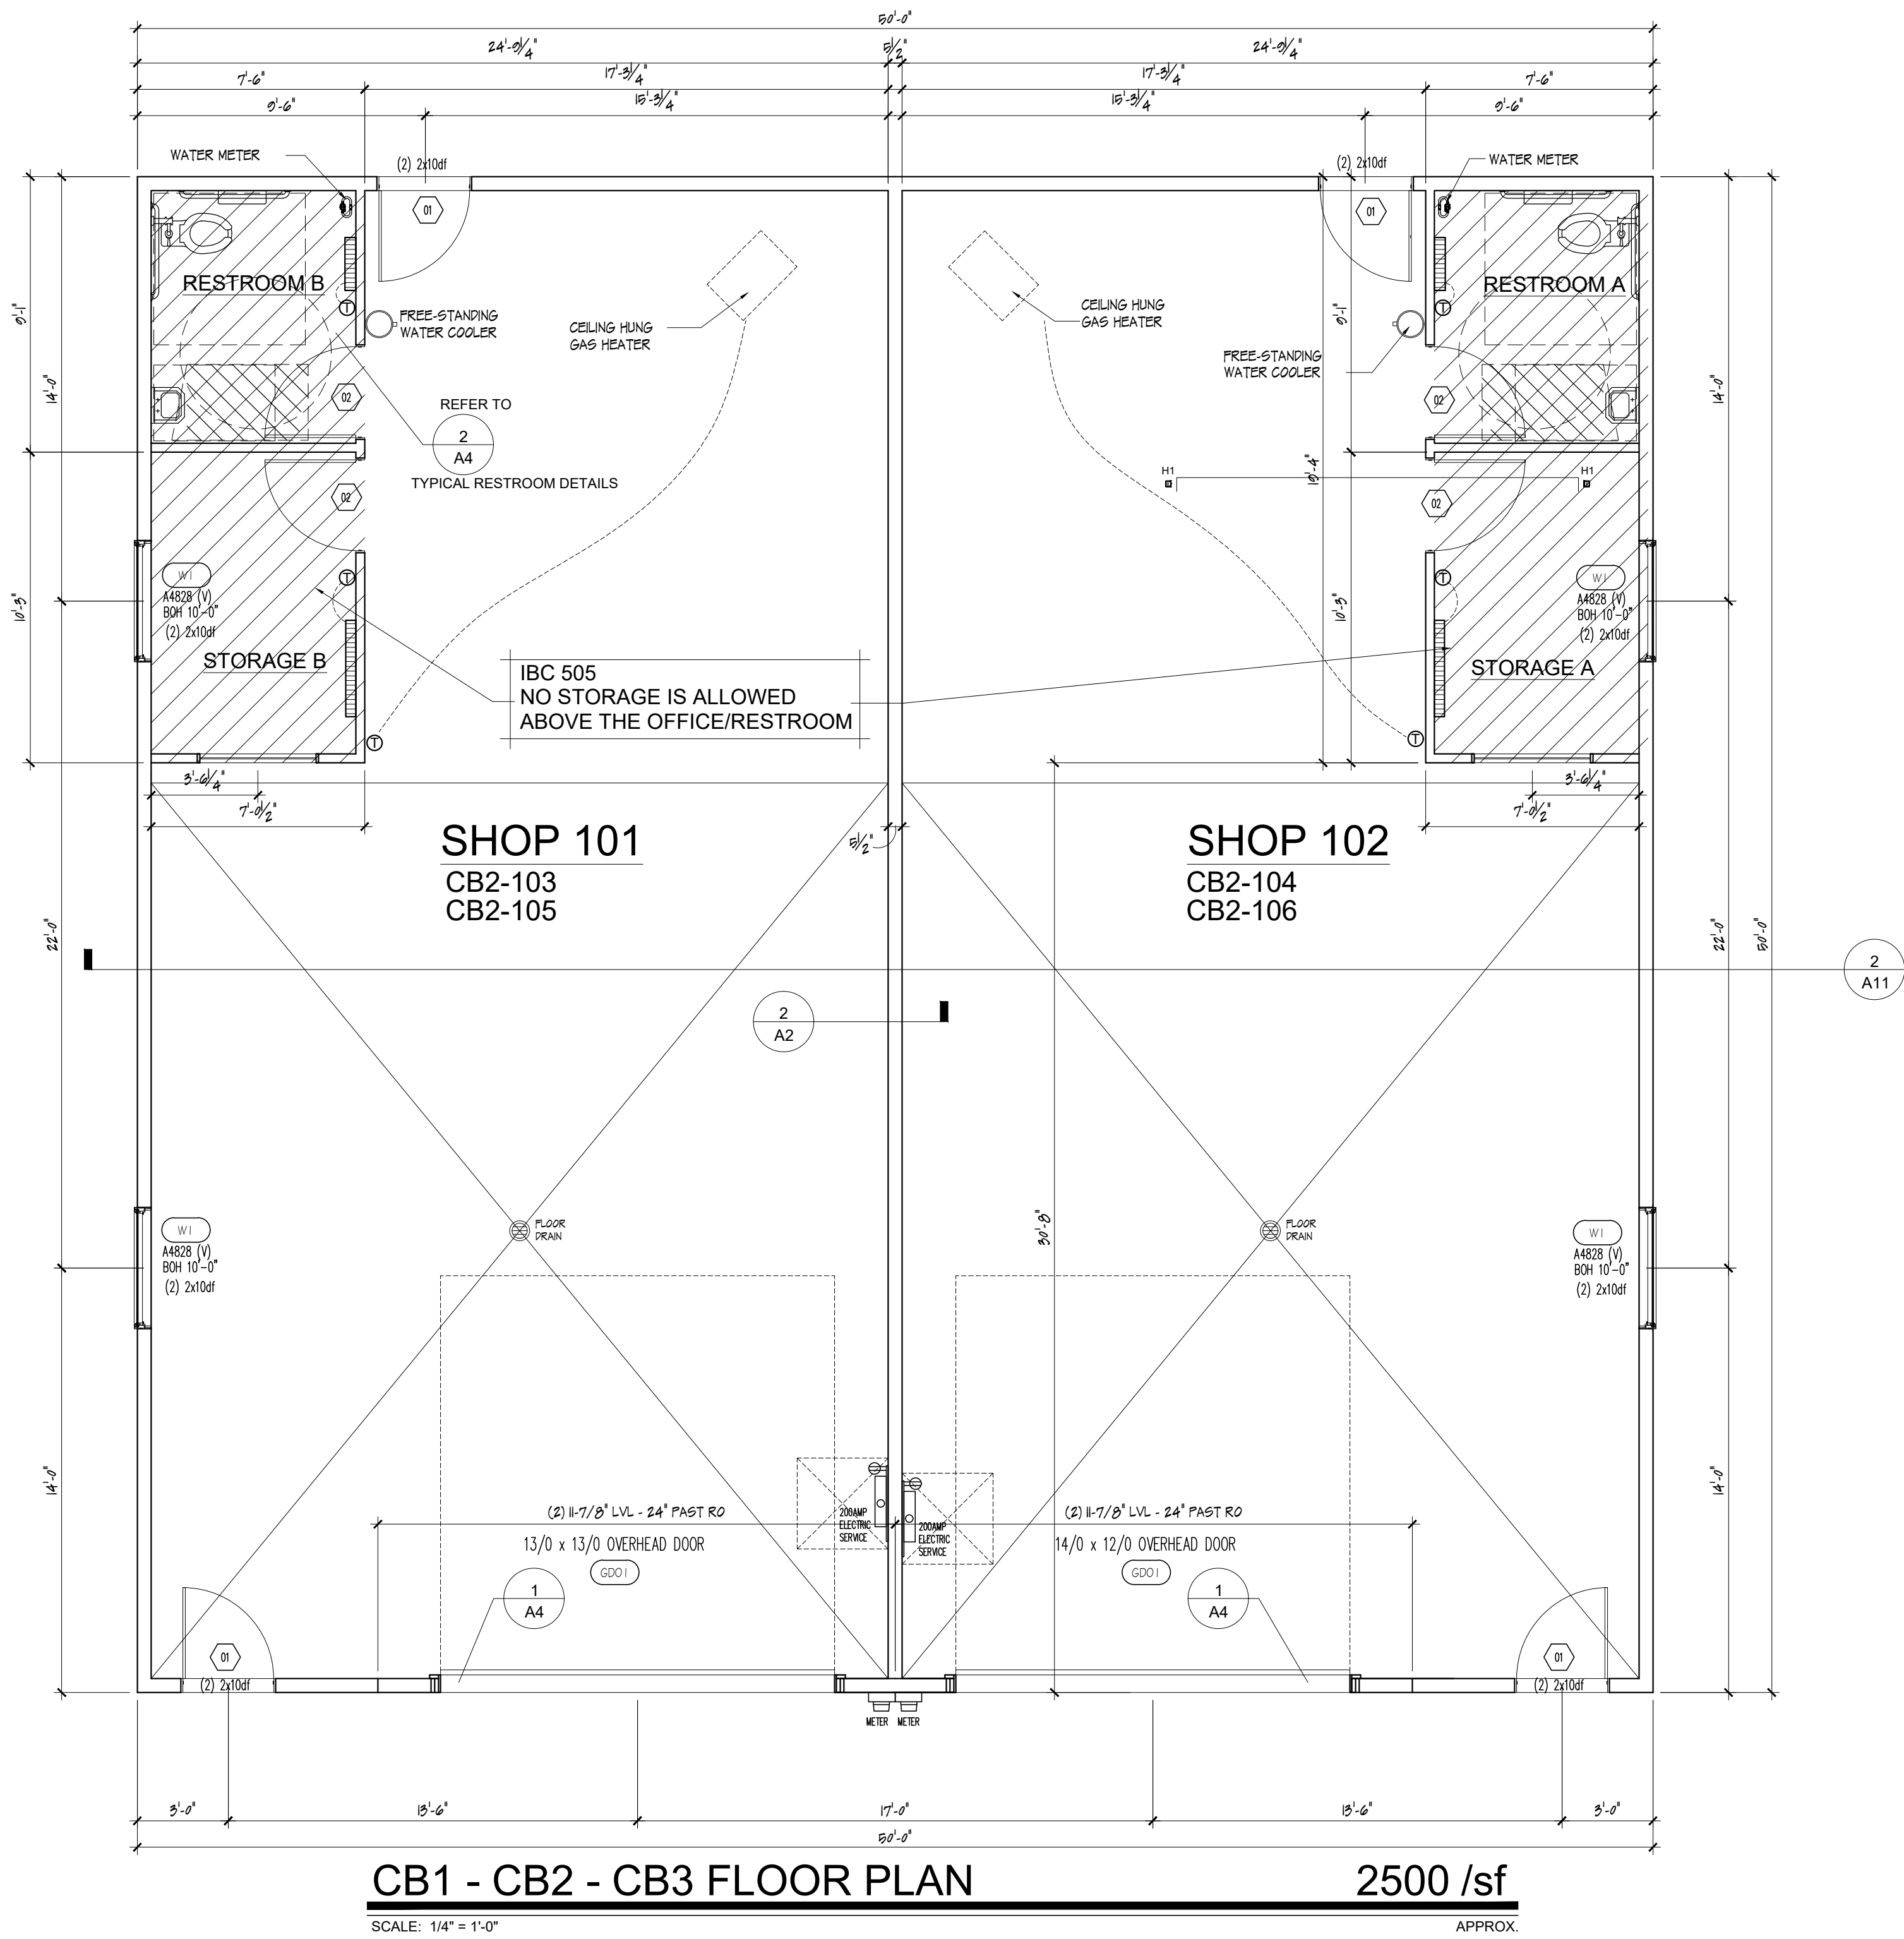 50'-0"
24'-9 1/4"
5 1/2"
24'-9 1/4"
7'-6"
17'-3 1/4"
17'-3 1/4"
7'-6"
9'-6"
15'-3 1/4"
15'-3 1/4"
9'-6"
WATER METER
(2) 2x10df
(2) 2x10df
WATER METER
01
01
RESTROOM B
RESTROOM A
T
T
FREE-STANDING
WATER COOLER
CEILING HUNG
GAS HEATER
CEILING HUNG
GAS HEATER
FREE-STANDING
WATER COOLER
9'-1"
9'-1"
14'-0"
14'-0"
02
02
REFER TO
2
A4
TYPICAL RESTROOM DETAILS
19'-4"
H1
H1
02
02
W1
A4828 (V)
BOH 10'-0"
(2) 2x10df
T
T
W1
A4828 (V)
BOH 10'-0"
(2) 2x10df
10'-3"
10'-3"
STORAGE B
STORAGE A
IBC 505
NO STORAGE IS ALLOWED
ABOVE THE OFFICE/RESTROOM
T
T
3'-6 1/4"
7'-0 1/2"
3'-6 1/4"
7'-0 1/2"
SHOP 101
CB2-103
CB2-105
5 1/2"
SHOP 102
CB2-104
CB2-106
22'-0"
22'-0"
50'-0"
2
A11
2
A2
W1
A4828 (V)
BOH 10'-0"
(2) 2x10df
FLOOR
DRAIN
30'-8"
FLOOR
DRAIN
W1
A4828 (V)
BOH 10'-0"
(2) 2x10df
14'-0"
14'-0"
(2) 11-7/8" LVL - 24" PAST RO
13/0 x 13/0 OVERHEAD DOOR
GD01
200AMP
ELECTRIC
SERVICE
200AMP
ELECTRIC
SERVICE
(2) 11-7/8" LVL - 24" PAST RO
14/0 x 12/0 OVERHEAD DOOR
GD01
1
A4
1
A4
01
(2) 2x10df
01
(2) 2x10df
METER
METER
3'-0"
13'-6"
17'-0"
13'-6"
3'-0"
50'-0"
CB1 - CB2 - CB3 FLOOR PLAN
2500 /sf
SCALE: 1/4" = 1'-0"
APPROX.